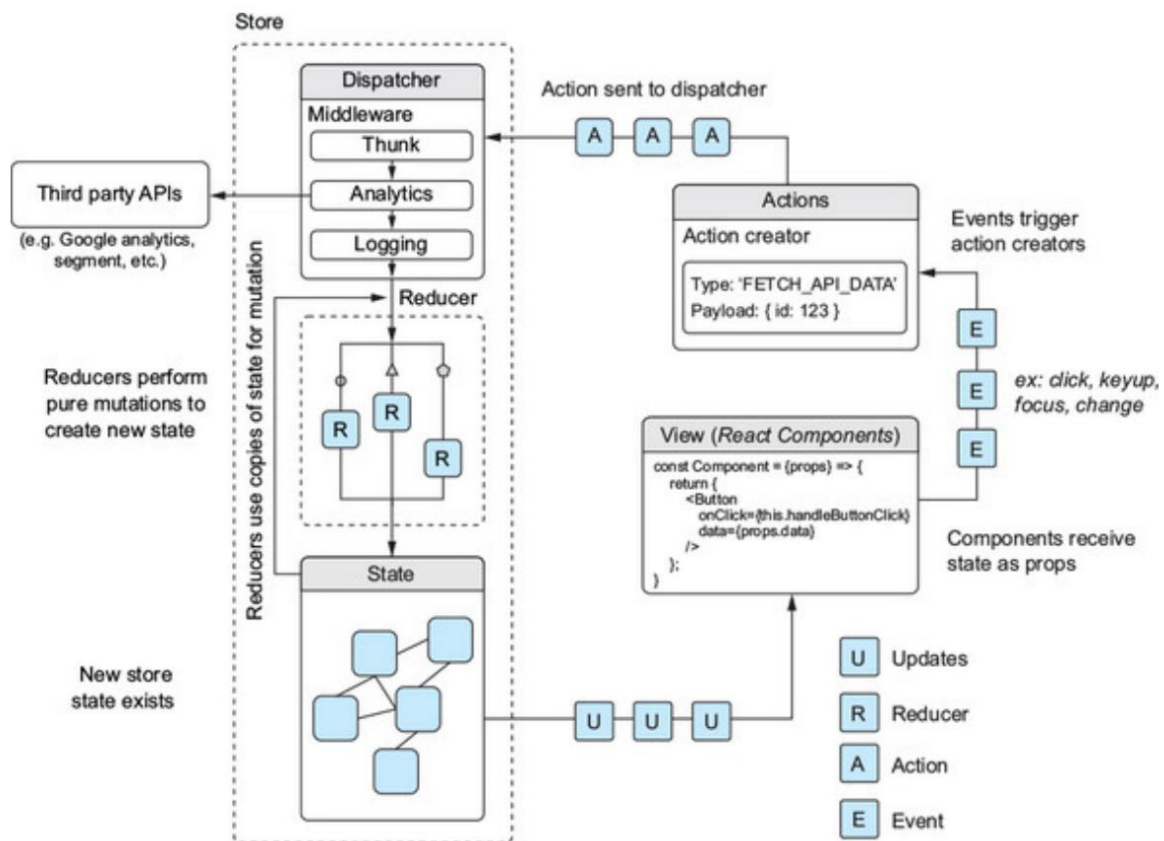 Store
Dispatcher
Middleware
Thunk
Analytics
Logging
Third party APIs
(e.g. Google analytics,
segment, etc.)
Action sent to dispatcher
A A A
Actions
Action creator
Type: 'FETCH_API_DATA'
Payload: { id: 123 }
Events trigger
action creators
E
E
E
ex: click, keyup,
focus, change
Reducer
Reducers use copies of state for mutation
Reducers perform
pure mutations to
create new state
R
R
R
View (React Components)
const Component = {props} => {
return {
<Button
onClick={this.handleButtonClick}
data={props.data}
/>
};
}
Components receive
state as props
State
New store
state exists
U U U
U Updates
R Reducer
A Action
E Event